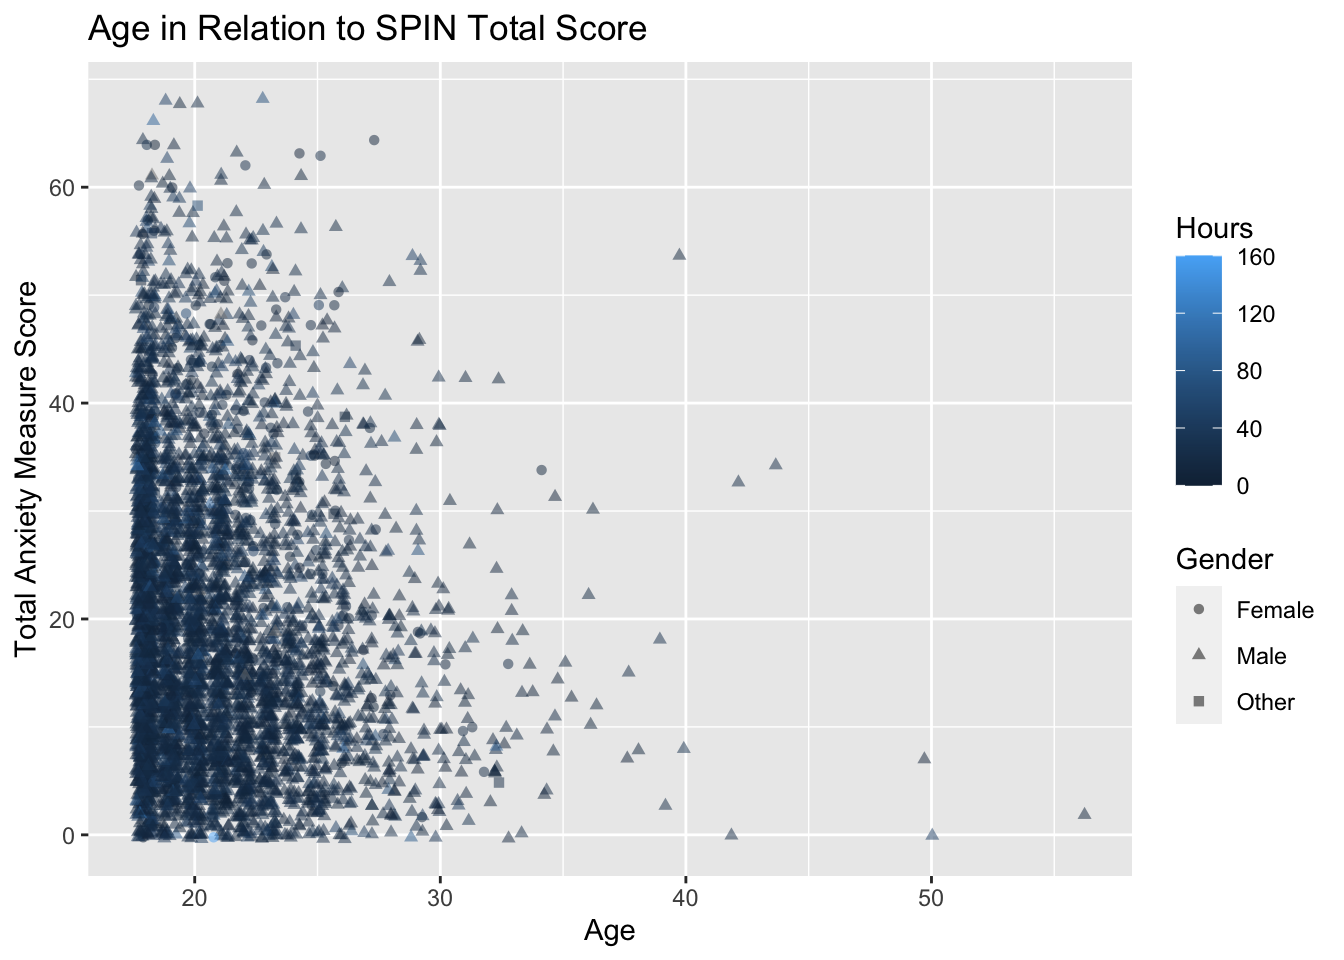 Age in Relation to SPIN Total Score
Total Anxiety Measure Score
60
40
20
0
20
30
40
50
Age
Hours
160
120
80
40
0
Gender
Female
Male
Other